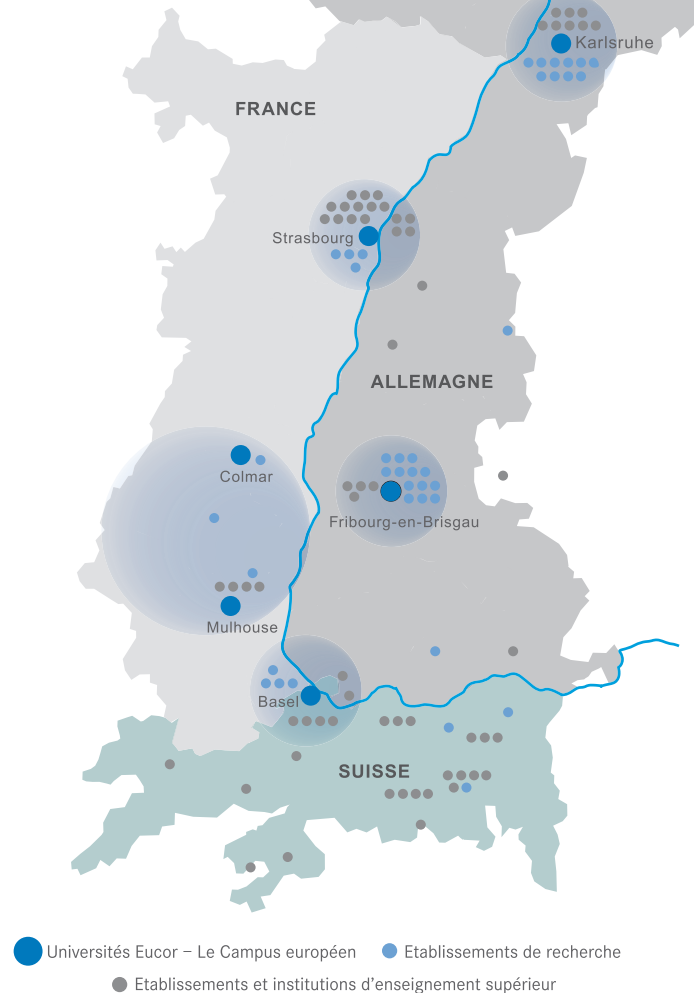 Karlsruhe
FRANCE
Strasbourg
ALLEMAGNE
Colmar
Fribourg-en-Brisgau
Mulhouse
Basel
SUISSE
Universités Eucor – Le Campus européen
Etablissements de recherche
Etablissements et institutions d'enseignement supérieur